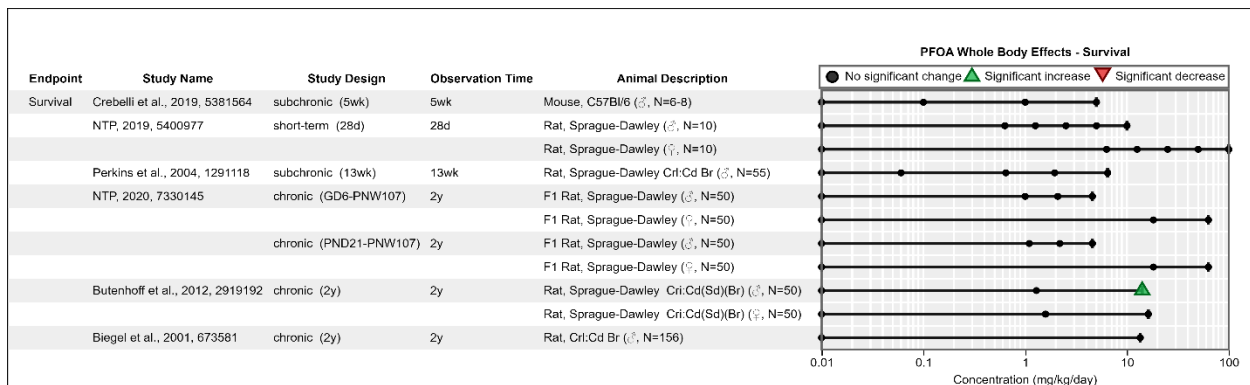 PFOA Whole Body Effects - Survival
Endpoint Study Name Study Design Observation Time Animal Description
No significant change Significant increase Significant decrease
Survival Crebelli et al., 2019, 5381564 subchronic (5wk) 5wk Mouse, C57Bl/6 (♂, N=6-8)
NTP, 2019, 5400977 short-term (28d) 28d Rat, Sprague-Dawley (♂, N=10)
Rat, Sprague-Dawley (♀, N=10)
Perkins et al., 2004, 1291118 subchronic (13wk) 13wk Rat, Sprague-Dawley Crl:Cd Br (♂, N=55)
NTP, 2020, 7330145 chronic (GD6-PNW107) 2y F1 Rat, Sprague-Dawley (♂, N=50)
F1 Rat, Sprague-Dawley (♀, N=50)
chronic (PND21-PNW107) 2y F1 Rat, Sprague-Dawley (♂, N=50)
F1 Rat, Sprague-Dawley (♀, N=50)
Butenhoff et al., 2012, 2919192 chronic (2y) 2y Rat, Sprague-Dawley Cri:Cd(Sd)(Br) (♂, N=50)
Rat, Sprague-Dawley Cri:Cd(Sd)(Br) (♀, N=50)
Biegel et al., 2001, 673581 chronic (2y) 2y Rat, Crl:Cd Br (♂, N=156)
0.01 0.1 1 10 100
Concentration (mg/kg/day)